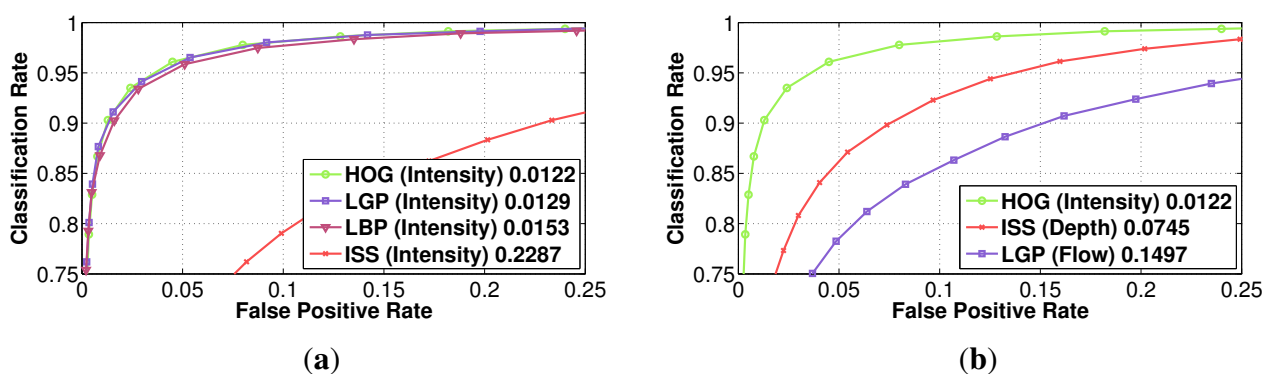 1
0.95
0.9
0.85
0.8
0.75
Classification Rate
0 0.05 0.1 0.15 0.2 0.25
False Positive Rate
HOG (Intensity) 0.0122
LGP (Intensity) 0.0129
LBP (Intensity) 0.0153
ISS (Intensity) 0.2287
(a)
1
0.95
0.9
0.85
0.8
0.75
Classification Rate
0 0.05 0.1 0.15 0.2 0.25
False Positive Rate
HOG (Intensity) 0.0122
ISS (Depth) 0.0745
LGP (Flow) 0.1497
(b)